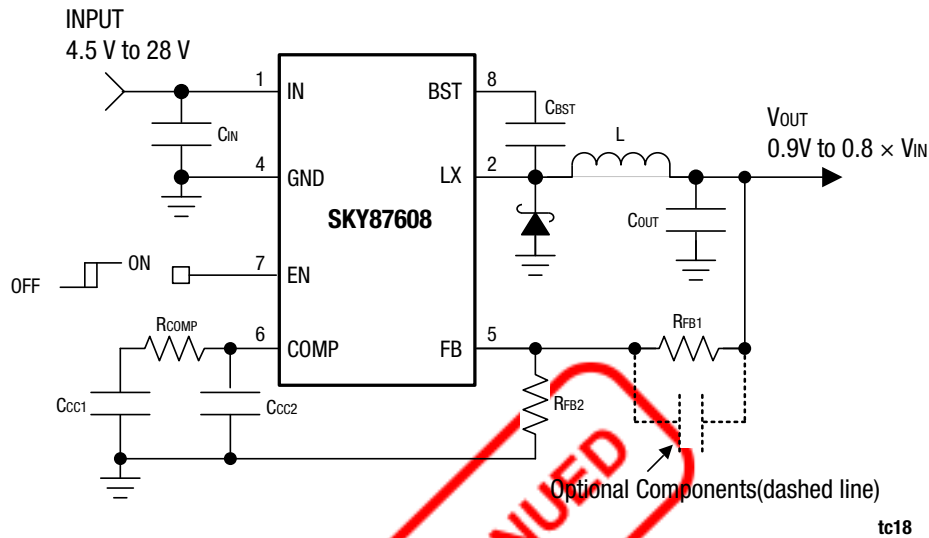 INPUT
4.5 V to 28 V
1
IN
BST
8
CIN
CBST
VOUT
0.9V to 0.8 × VIN
L
4
GND
LX
2
SKY87608
COUT
OFF
ON
7
EN
RCOMP
6
COMP
FB
5
RFB1
CCC1
CCC2
RFB2
NUED
Optional Components(dashed line)
tc18